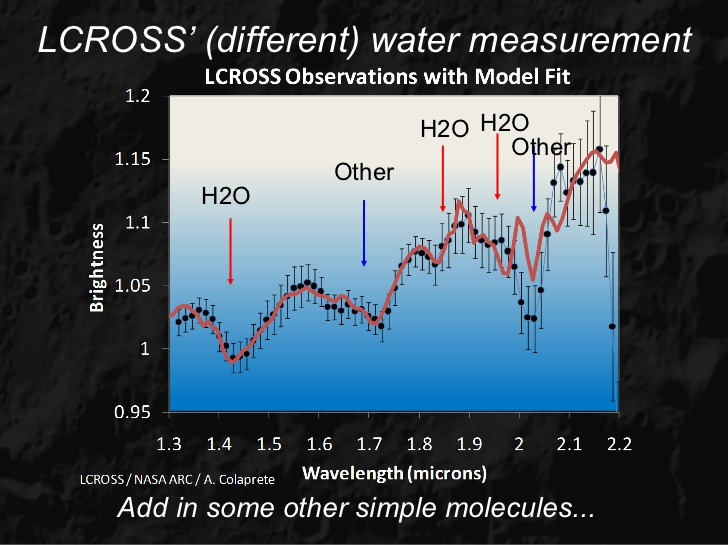 LCROSS’ (different) water measurement
LCROSS Observations with Model Fit
1.2
1.15
1.1
1.05
1
0.95
Brightness
H2O
Other
H2O
H2O
Other
1.3 1.4 1.5 1.6 1.7 1.8 1.9 2 2.1 2.2
LCROSS / NASA ARC / A. Colaprete
Wavelength (microns)
Add in some other simple molecules...